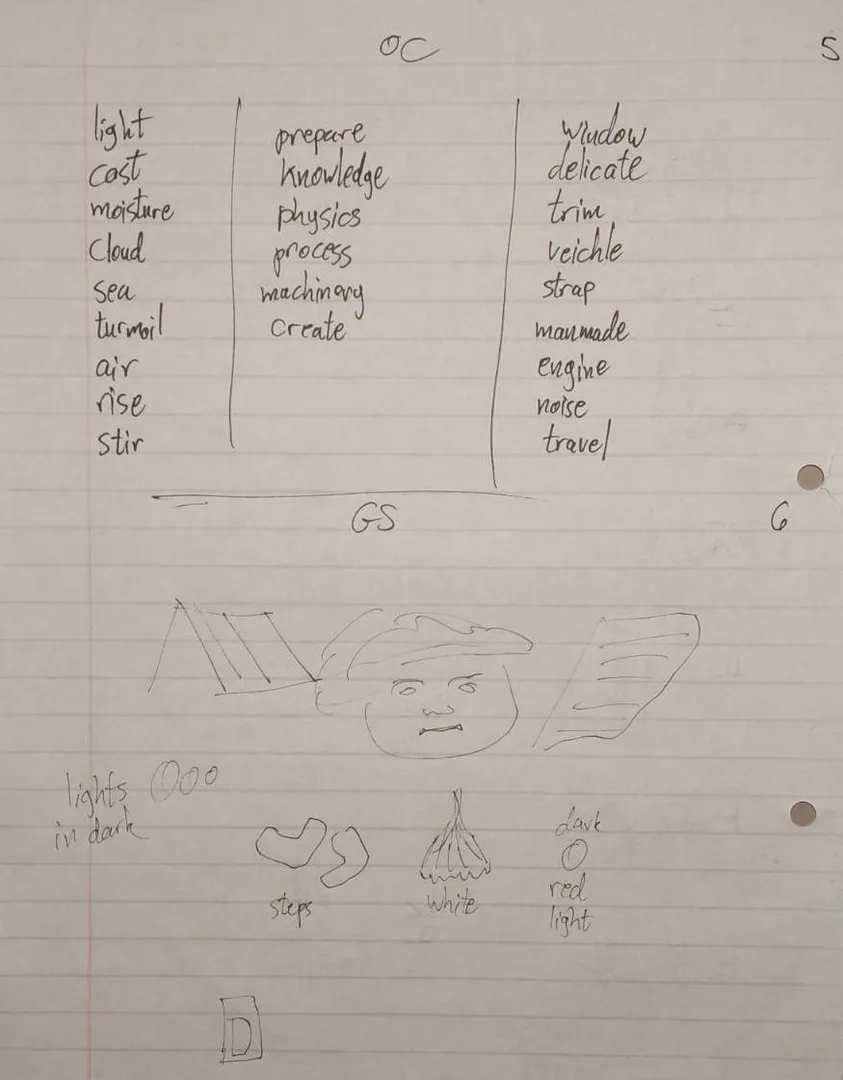 OC
5
light
cost
moisture
Cloud
sea
turmoil
air
rise
stir
prepare
knowledge
physics
process
machinery
Create
window
delicate
trim
veichle
strap
manmade
engine
noise
travel
GS
6
lights
in dark
steps
white
dark
red
light
D